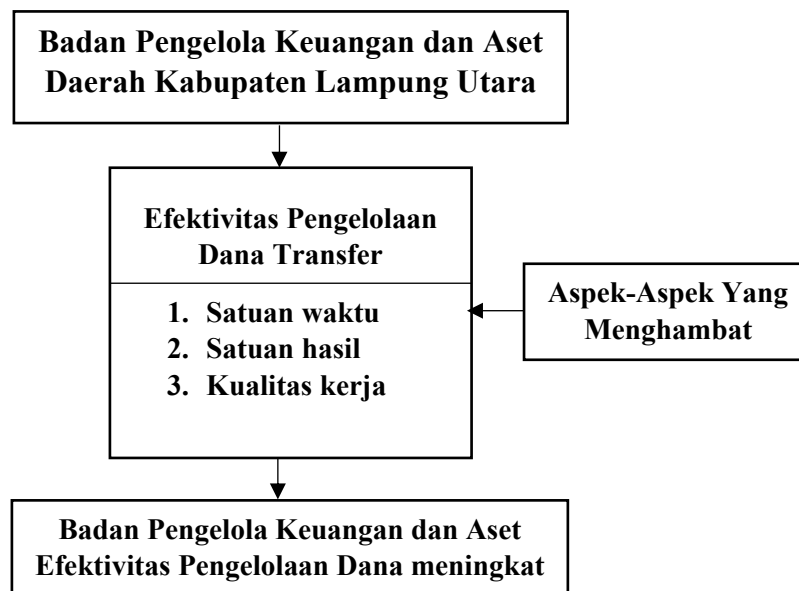 Badan Pengelola Keuangan dan Aset
Daerah Kabupaten Lampung Utara
Efektivitas Pengelolaan
Dana Transfer
1. Satuan waktu
2. Satuan hasil
3. Kualitas kerja
Aspek-Aspek Yang
Menghambat
Badan Pengelola Keuangan dan Aset
Efektivitas Pengelolaan Dana meningkat